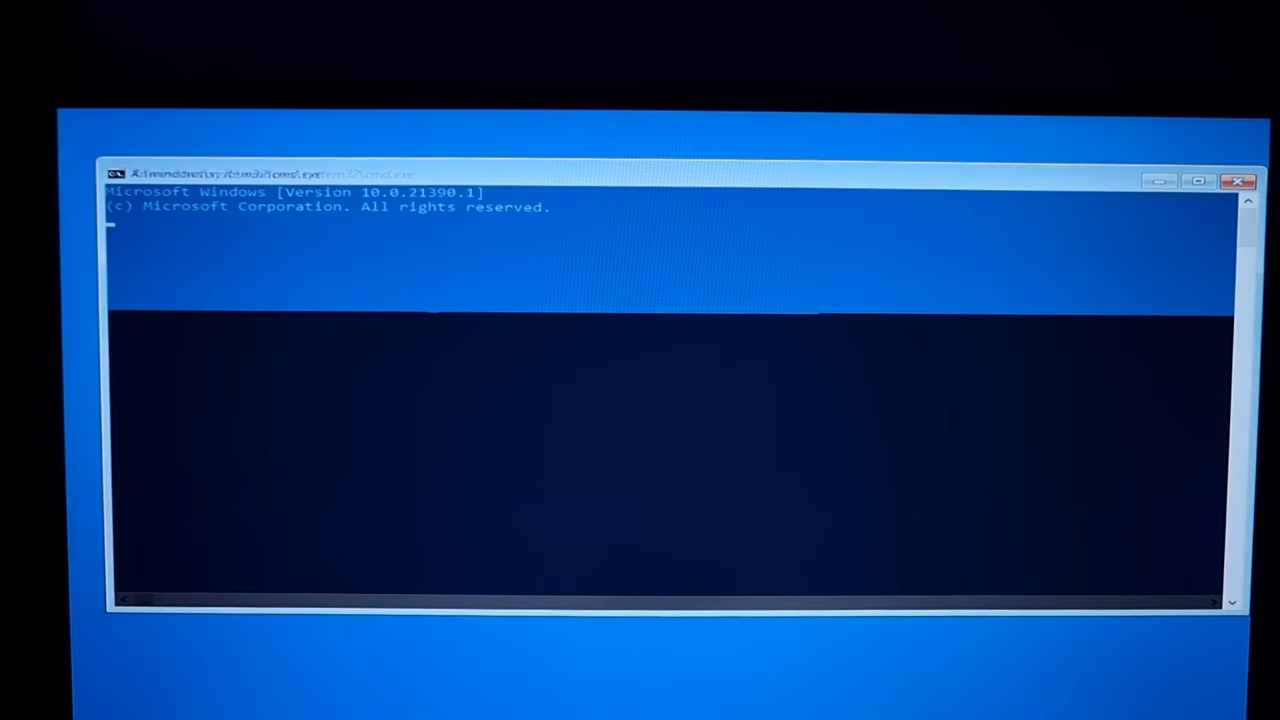 Microsoft Windows [Version 10.0.21390.1]
(c) Microsoft Corporation. All rights reserved.